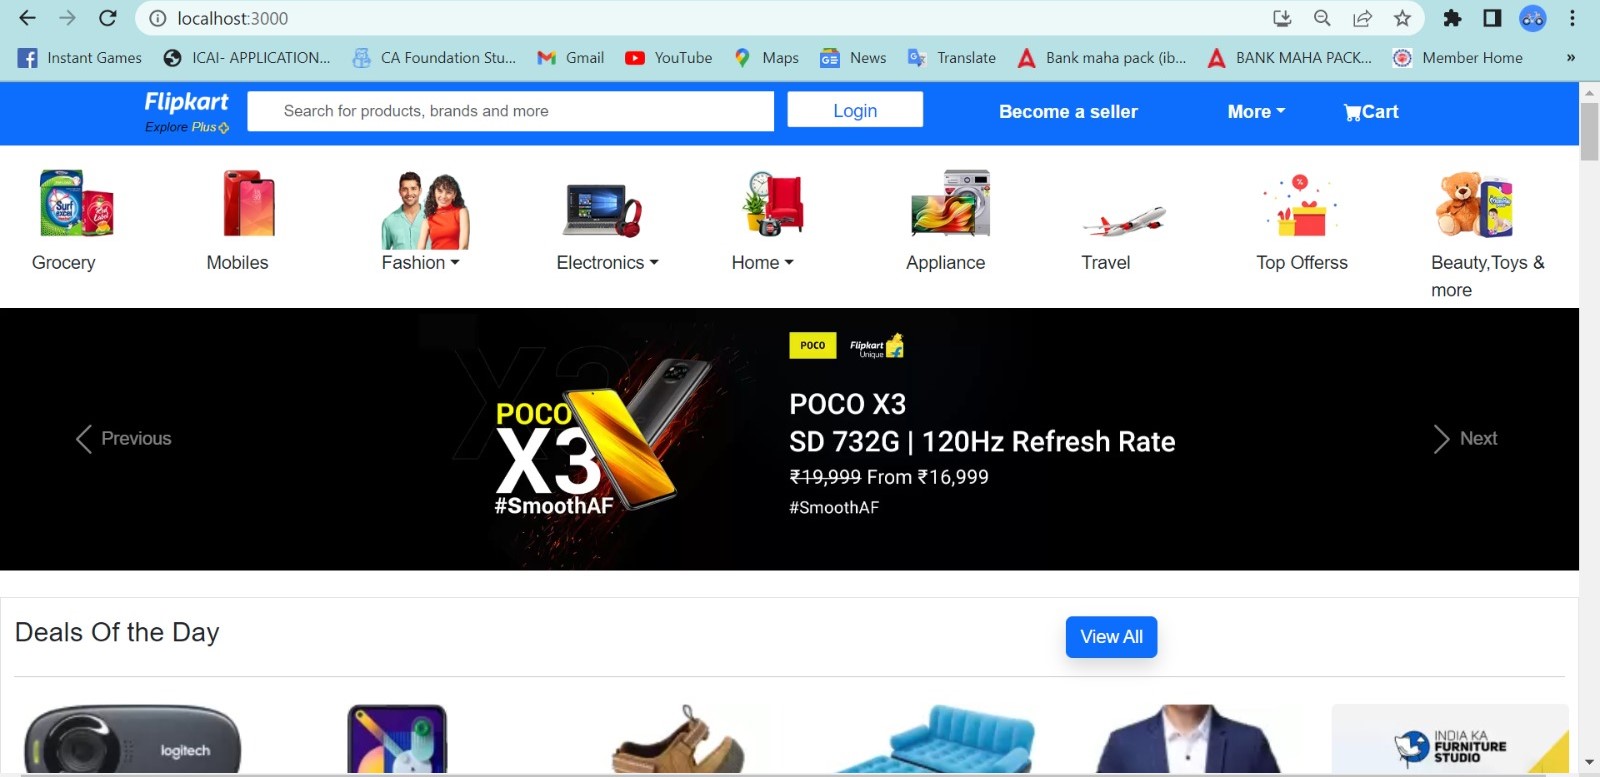 localhost:3000
Instant Games ICAI- APPLICATION... CA Foundation Stu... Gmail YouTube Maps News Translate Bank maha pack (ib... BANK MAHA PACK... Member Home »
Flipkart
Explore Plus
Search for products, brands and more
Login
Become a seller
More
Cart
Surf excel
Grocery
Mobiles
Fashion
Electronics
Home
Appliance
Travel
%
Top Offerss
Beauty,Toys &
more
POCO
Flipkart
Unique
POCO
X3
#SmoothAF
POCO X3
SD 732G | 120Hz Refresh Rate
₹19,999 From ₹16,999
#SmoothAF
Previous
Next
Deals Of the Day
View All
logitech
INDIA KA
FURNITURE
STUDIO